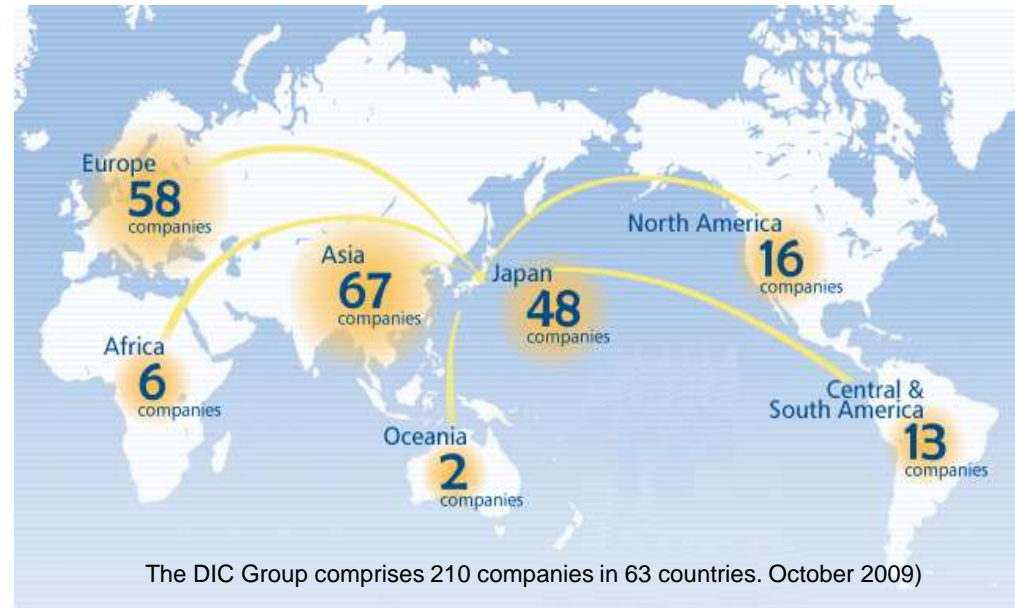 Europe
58
companies
Asia
67
companies
Japan
48
companies
North America
16
companies
Africa
6
companies
Oceania
2
companies
Central &
South America
13
companies
The DIC Group comprises 210 companies in 63 countries. October 2009)